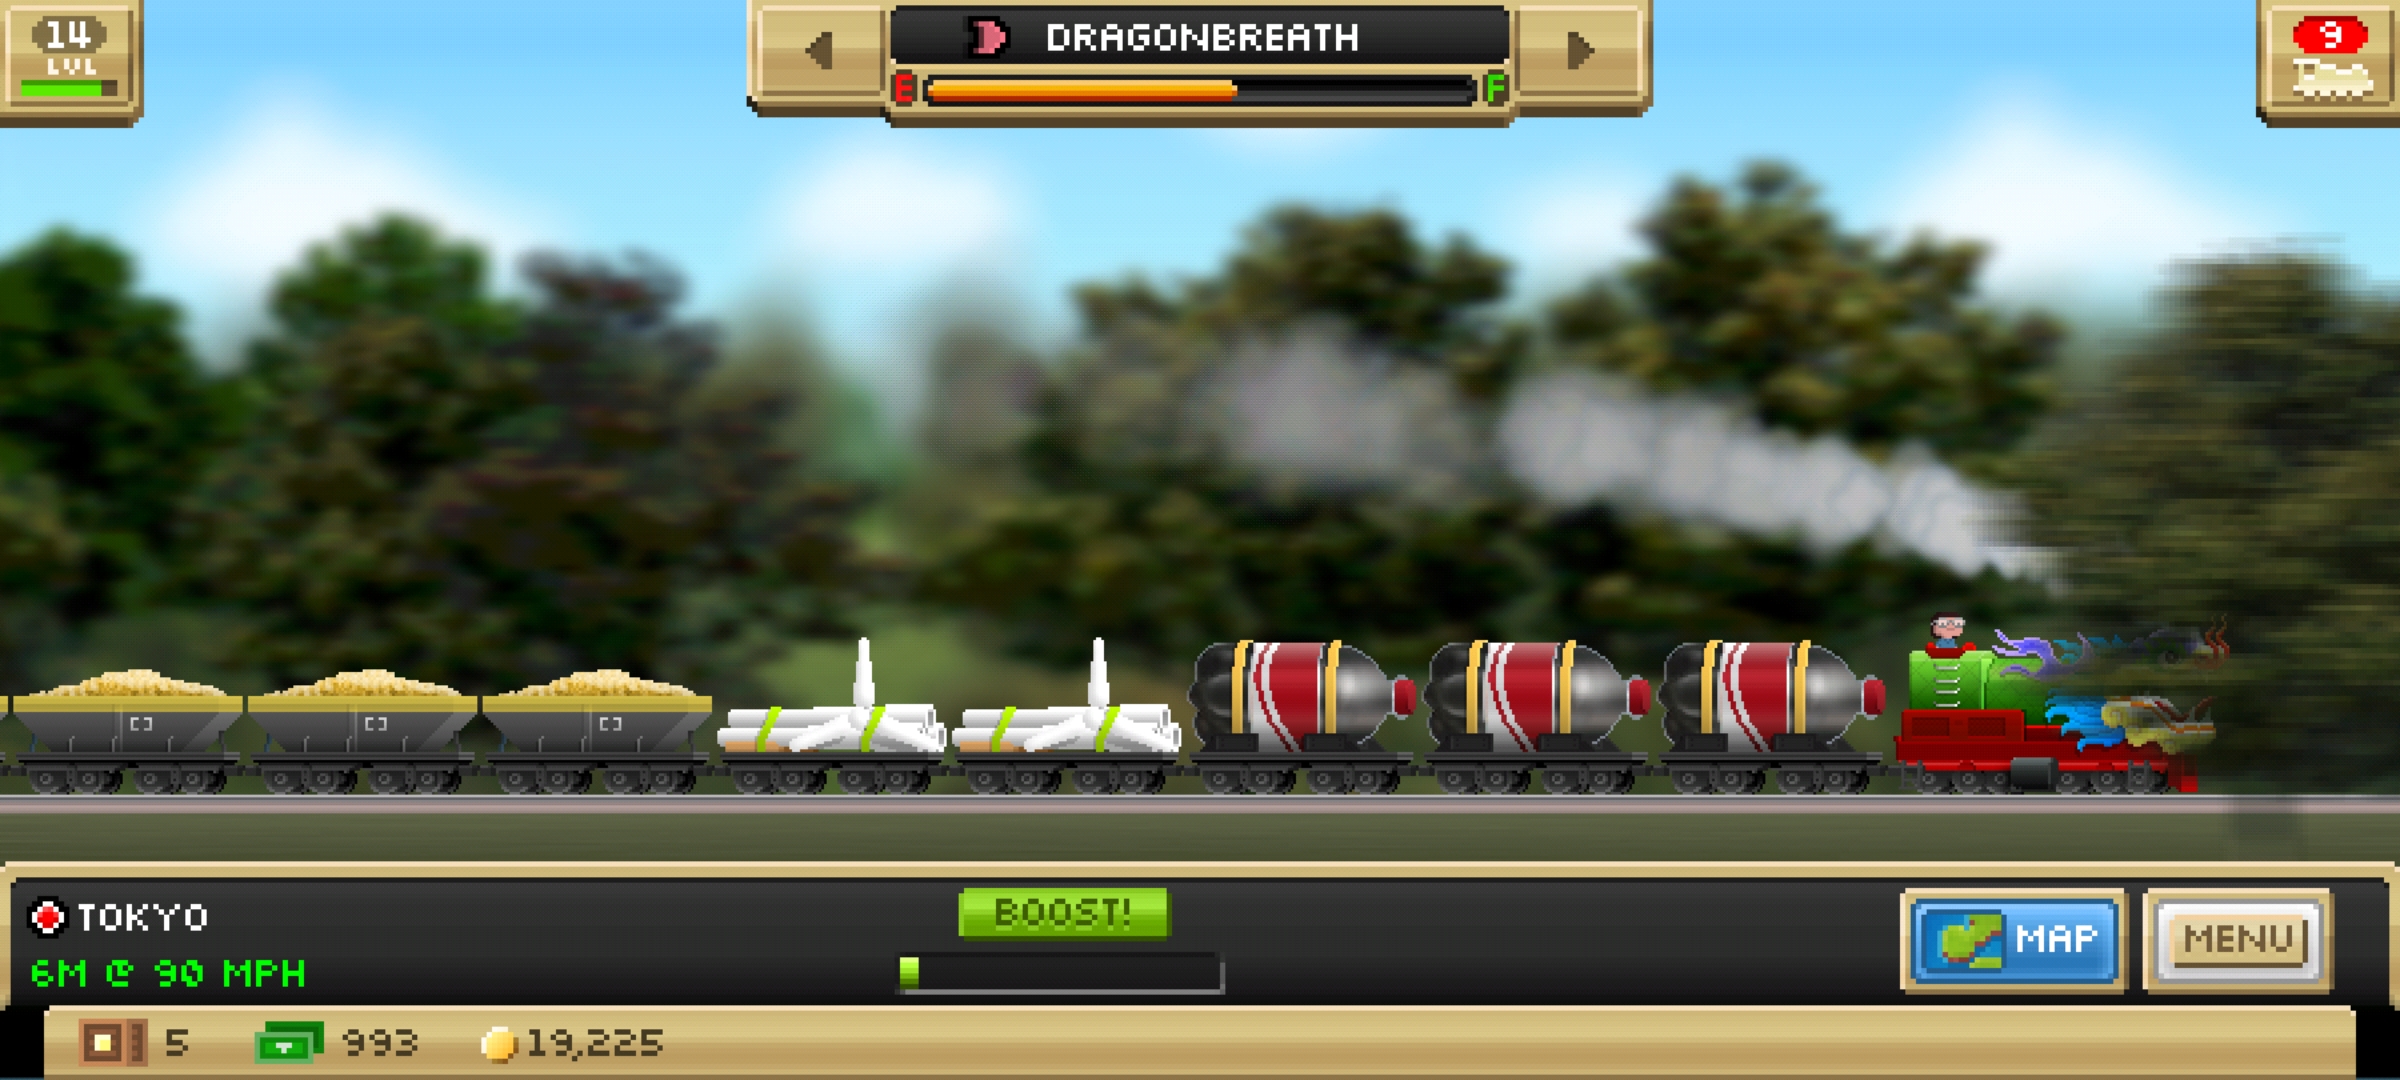 14
LVL
DRAGONBREATH
E F
9
TOKYO
6M @ 90 MPH
BOOST!
MAP
MENU
5 993 19,225